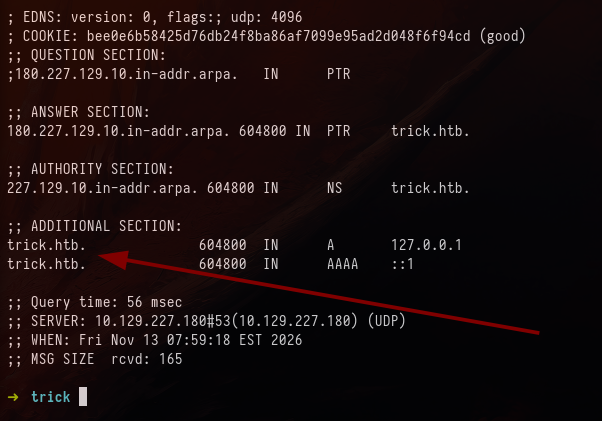 ; EDNS: version: 0, flags:; udp: 4096
; COOKIE: bee0e6b58425d76db24f8ba86af7099e95ad2d048f6f94cd (good)
;; QUESTION SECTION:
;180.227.129.10.in-addr.arpa. IN PTR
;; ANSWER SECTION:
180.227.129.10.in-addr.arpa. 604800 IN PTR trick.htb.
;; AUTHORITY SECTION:
227.129.10.in-addr.arpa. 604800 IN NS trick.htb.
;; ADDITIONAL SECTION:
trick.htb. 604800 IN A 127.0.0.1
trick.htb. 604800 IN AAAA ::1
;; Query time: 56 msec
;; SERVER: 10.129.227.180#53(10.129.227.180) (UDP)
;; WHEN: Fri Nov 13 07:59:18 EST 2026
;; MSG SIZE rcvd: 165
→ trick